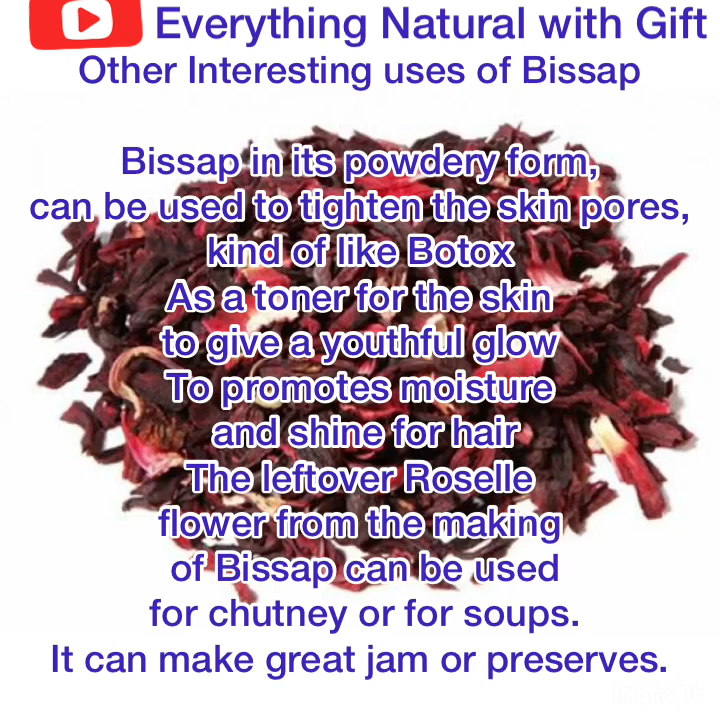 Everything Natural with Gift
Other Interesting uses of Bissap
Bissap in its powdery form,
can be used to tighten the skin pores,
kind of like Botox
As a toner for the skin
to give a youthful glow
To promotes moisture
and shine for hair
The leftover Roselle
flower from the making
of Bissap can be used
for chutney or for soups.
It can make great jam or preserves.